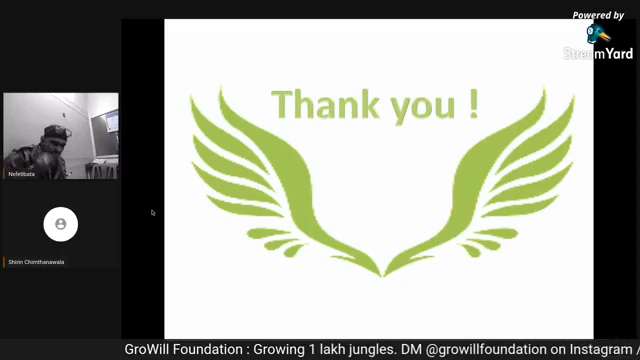 Powered by
StreamYard
Thank you !
Nefelibata
Shirin Chimthanawala
GroWill Foundation : Growing 1 lakh jungles. DM @growillfoundation on Instagram /